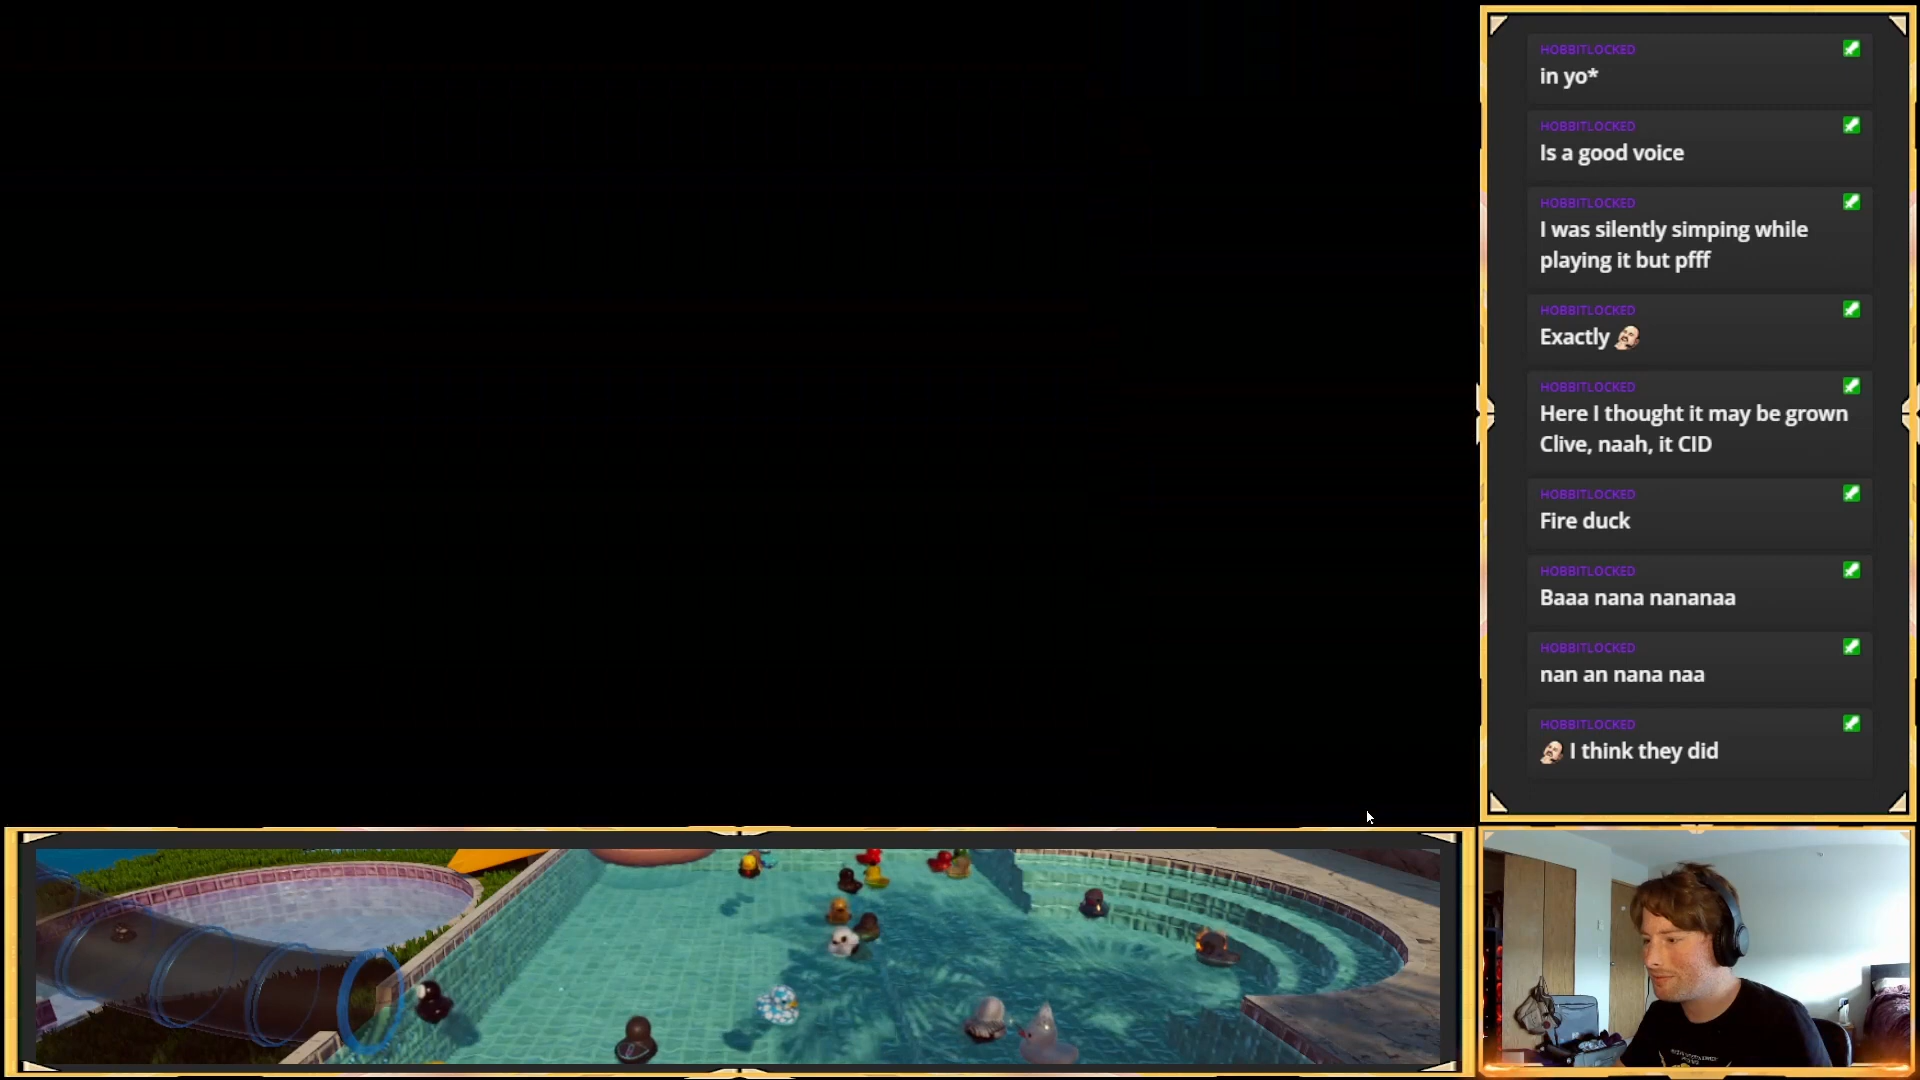 HOBBITLOCKED
in yo*
HOBBITLOCKED
Is a good voice
HOBBITLOCKED
I was silently simping while
playing it but pfff
HOBBITLOCKED
Exactly
HOBBITLOCKED
Here I thought it may be grown
Clive, naah, it CID
HOBBITLOCKED
Fire duck
HOBBITLOCKED
Baaa nana nananaa
HOBBITLOCKED
nan an nana naa
HOBBITLOCKED
I think they did